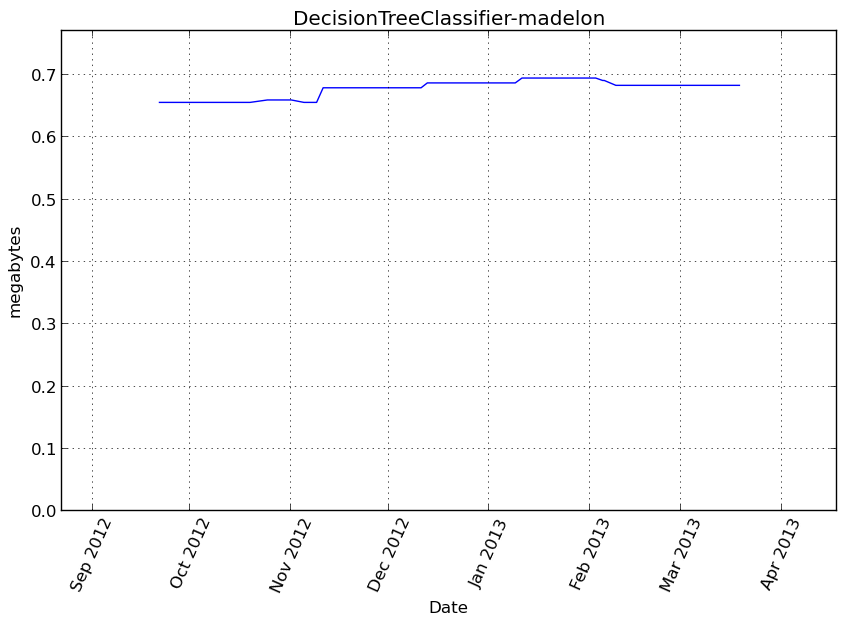 DecisionTreeClassifier-madelon
0.7
0.6
0.5
0.4
0.3
0.2
0.1
0.0
megabytes
Sep 2012
Oct 2012
Nov 2012
Dec 2012
Jan 2013
Feb 2013
Mar 2013
Apr 2013
Date